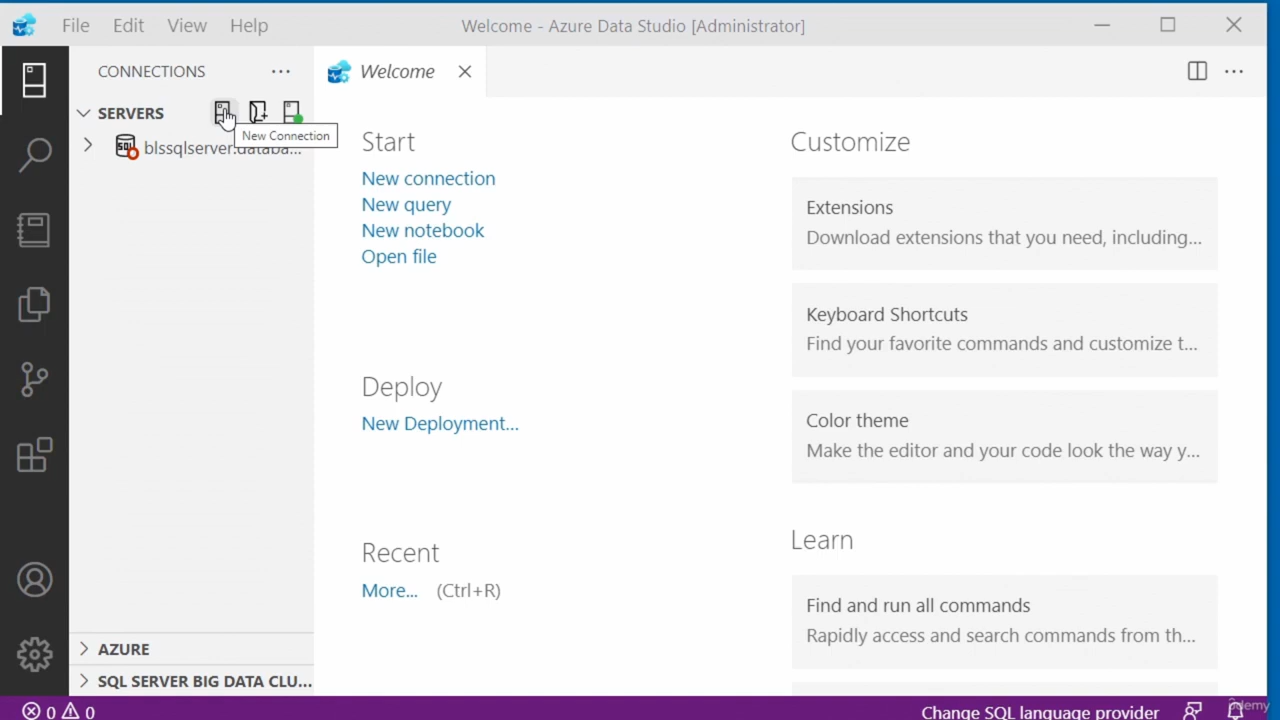 File Edit View Help Welcome - Azure Data Studio [Administrator]
CONNECTIONS
Welcome
SERVERS
New Connection
blssqlserver.databa...
Start
New connection
New query
New notebook
Open file
Deploy
New Deployment...
Recent
More... (Ctrl+R)
Customize
Extensions
Download extensions that you need, including...
Keyboard Shortcuts
Find your favorite commands and customize t...
Color theme
Make the editor and your code look the way y...
Learn
Find and run all commands
Rapidly access and search commands from th...
AZURE
SQL SERVER BIG DATA CLU...
0 0 Change SQL language provider
Udemy